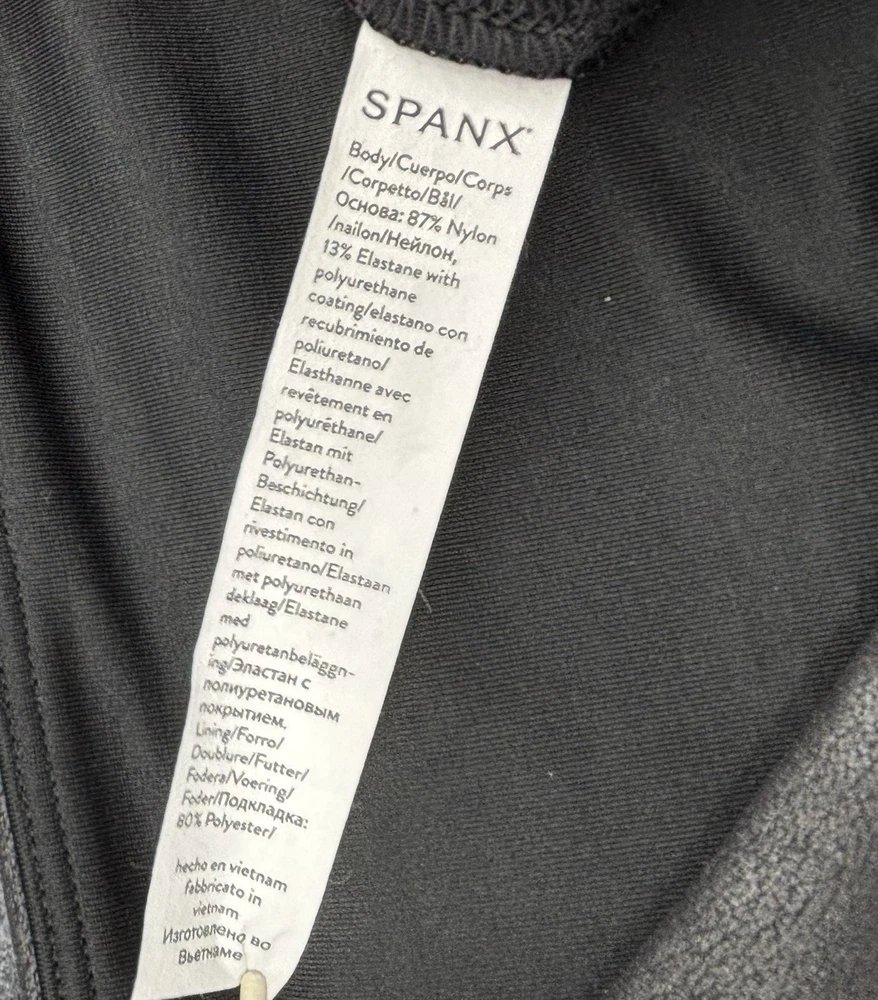 SPANX®
Body/Cuerpo/Corps
/Corpetto/Bål/
Основа: 87% Nylon
/nailon/Нейлон,
13% Elastane with
polyurethane
coating/elastano con
recubrimiento de
poliuretano/
Elasthanne avec
revêtement en
polyuréthane/
Elastan mit
Polyurethan-
Beschichtung/
Elastan con
rivestimento in
poliuretano/Elastaan
met polyurethaan
deklaag/Elastane
med
polyuretanbeläggn-
ing/Эластан с
полиуретановым
покрытием,
Lining/Forro/
Doublure/Futter/
Fodera/Voering/
Foder/Подкладка:
80% Polyester/
hecho en vietnam
fabbricato in
vietnam
Изготовлено во
Вьетнаме